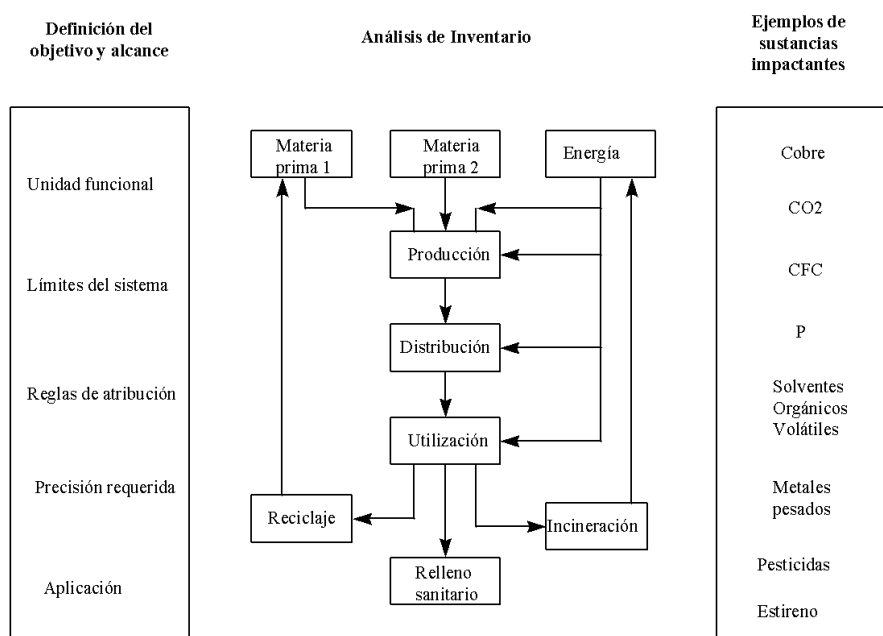 Definición del
objetivo y alcance
Análisis de Inventario
Ejemplos de
sustancias
impactantes
Unidad funcional
Límites del sistema
Reglas de atribución
Precisión requerida
Aplicación
Materia
prima 1
Materia
prima 2
Energía
Producción
Distribución
Utilización
Reciclaje
Incineración
Relleno
sanitario
Cobre
CO2
CFC
P
Solventes
Orgánicos
Volátiles
Metales
pesados
Pesticidas
Estireno